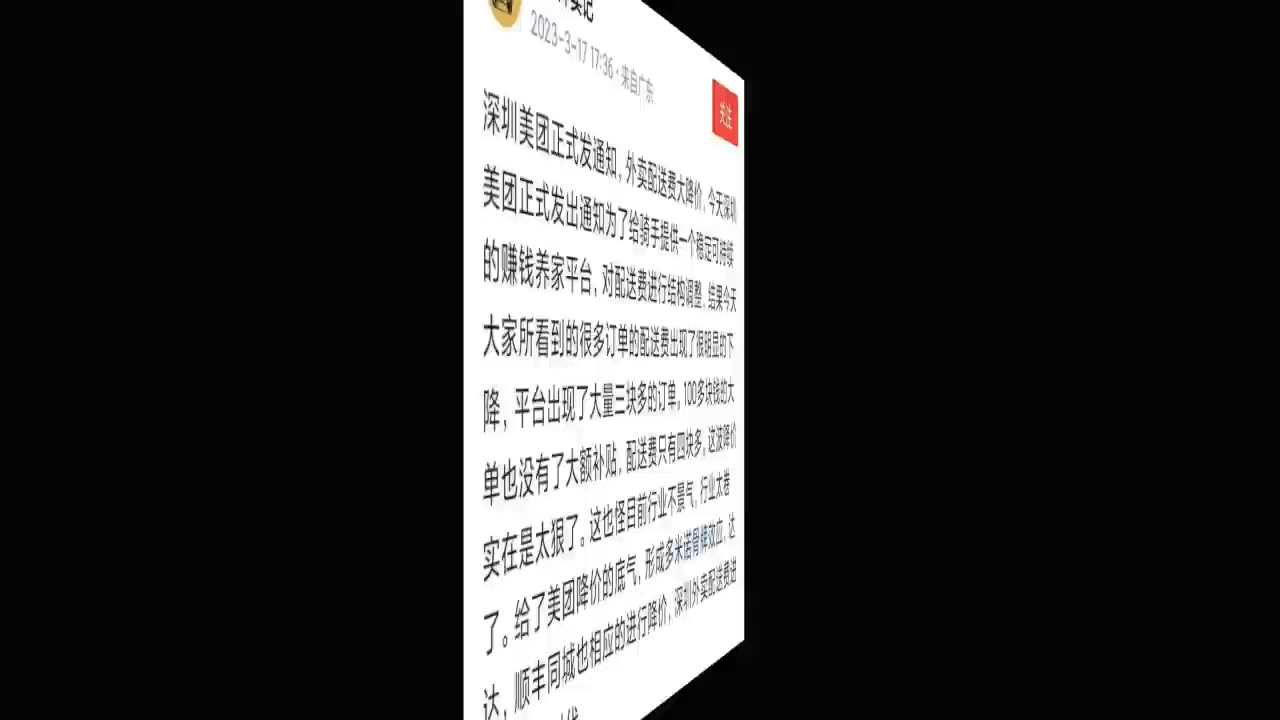 2023-3-17 17:36·来自广东
关注
深圳美团正式发通知，外卖配送费大降价，今天深圳
美团正式发出通知为了给骑手提供一个稳定可持续
的赚钱养家平台，对配送费进行结构调整，结果今天
大家所看到的很多订单的配送费出现了很明显的下
降，平台出现了大量三块多的订单，100多块钱的大
单也没有了大额补贴，配送费只有四块多，这波降价
实在是太狠了。这也怪目前行业不景气，行业太卷
了。给了美团降价的底气，形成多米诺骨牌效应，达
达，顺丰同城也相应的进行降价，深圳外卖配送费进